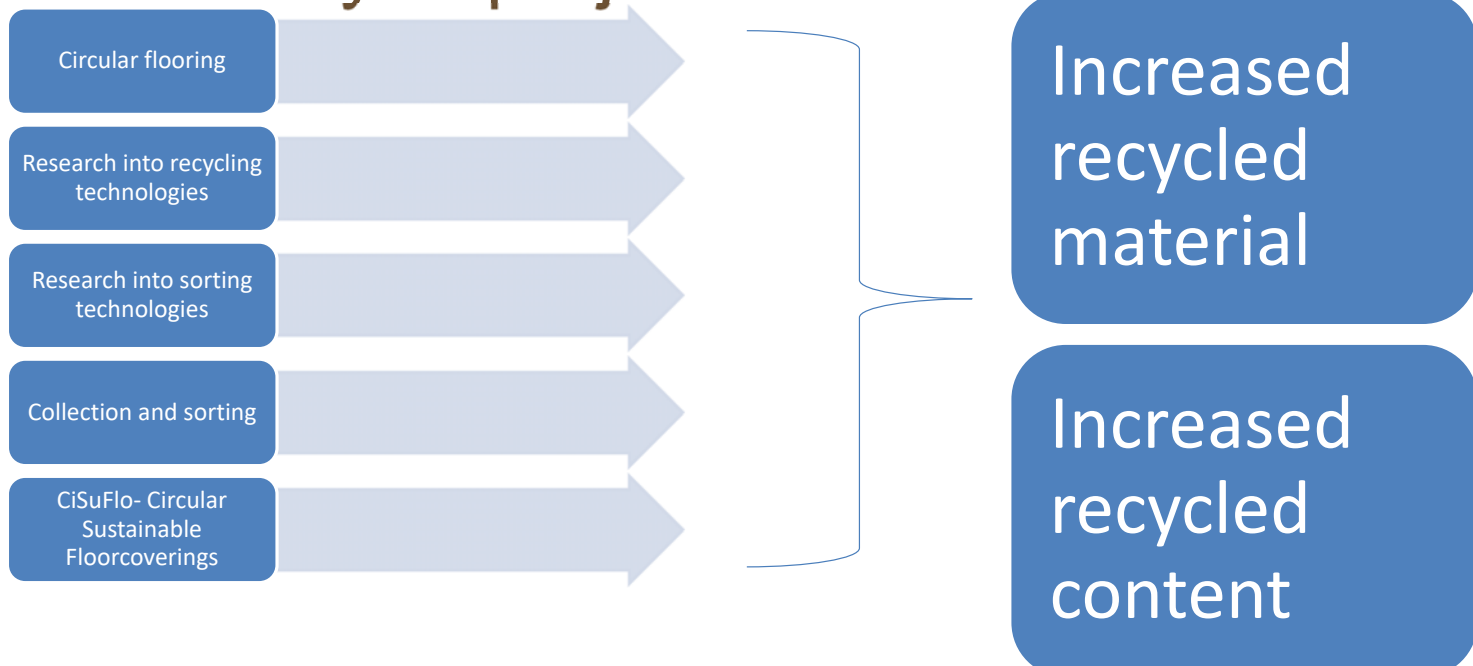 Circular flooring
Research into recycling
technologies
Research into sorting
technologies
Collection and sorting
CiSuFlo- Circular
Sustainable
Floorcoverings
Increased
recycled
material
Increased
recycled
content